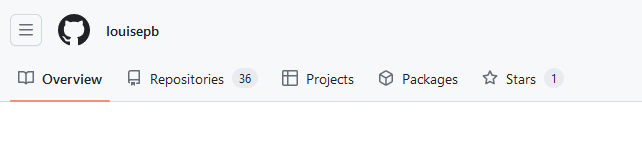 louisepb
Overview Repositories 36 Projects Packages Stars 1